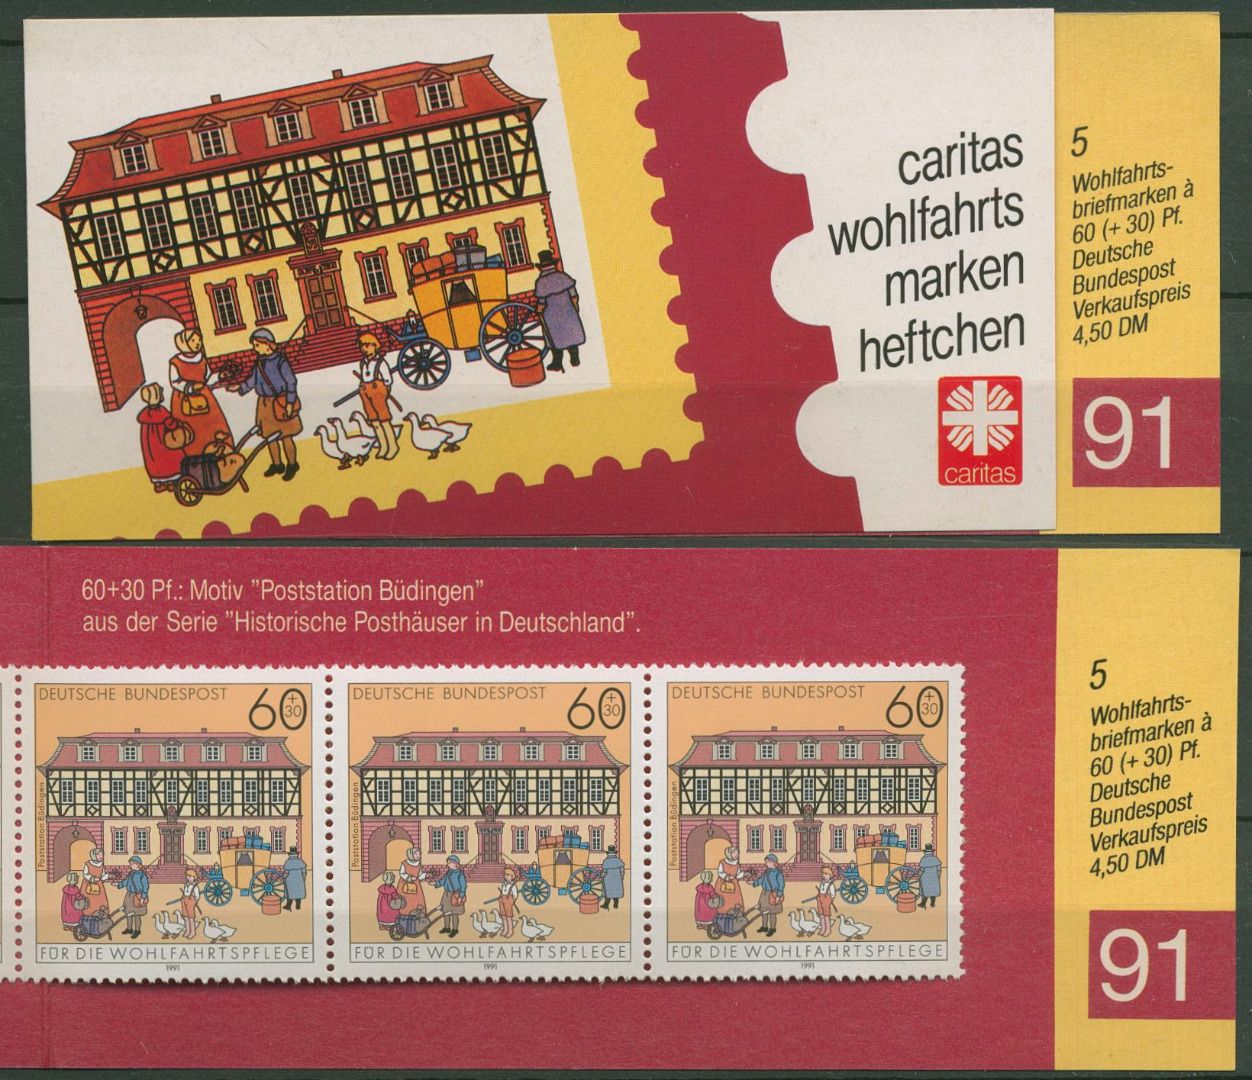 caritas
wohlfahrts
marken
heftchen
caritas
5
Wohlfahrts-
briefmarken à
60 (+ 30) Pf.
Deutsche
Bundespost
Verkaufspreis
4,50 DM
91
60+30 Pf.: Motiv "Poststation Büdingen"
aus der Serie "Historische Posthäuser in Deutschland".
DEUTSCHE BUNDESPOST
60
+
30
Poststation Büdingen
FÜR DIE WOHLFAHRTSPFLEGE
1991
DEUTSCHE BUNDESPOST
60
+
30
Poststation Büdingen
FÜR DIE WOHLFAHRTSPFLEGE
1991
DEUTSCHE BUNDESPOST
60
+
30
Poststation Büdingen
FÜR DIE WOHLFAHRTSPFLEGE
1991
5
Wohlfahrts-
briefmarken à
60 (+ 30) Pf.
Deutsche
Bundespost
Verkaufspreis
4,50 DM
91